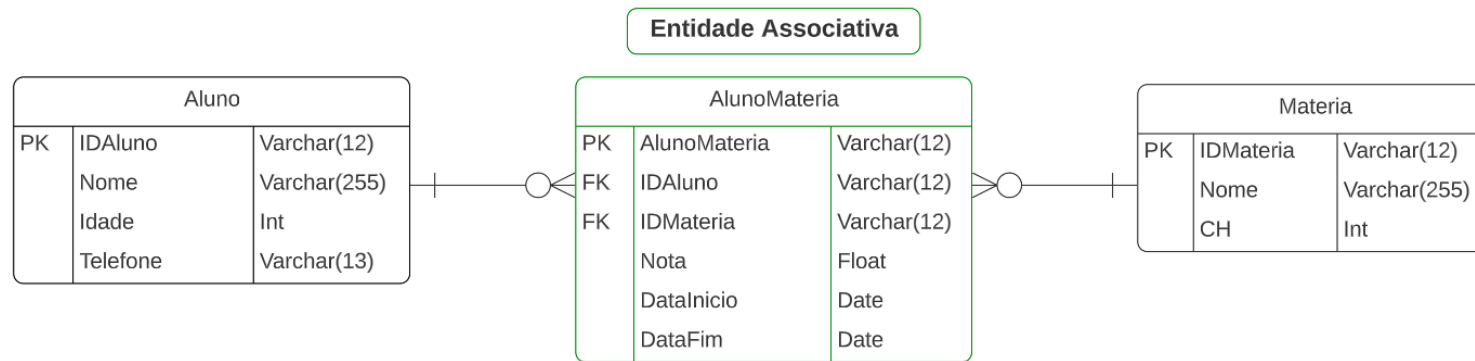 Entidade Associativa
Aluno
PK IDAluno Varchar(12)
Nome Varchar(255)
Idade Int
Telefone Varchar(13)
AlunoMateria
PK AlunoMateria Varchar(12)
FK IDAluno Varchar(12)
FK IDMateria Varchar(12)
Nota Float
DataInicio Date
DataFim Date
Materia
PK IDMateria Varchar(12)
Nome Varchar(255)
CH Int